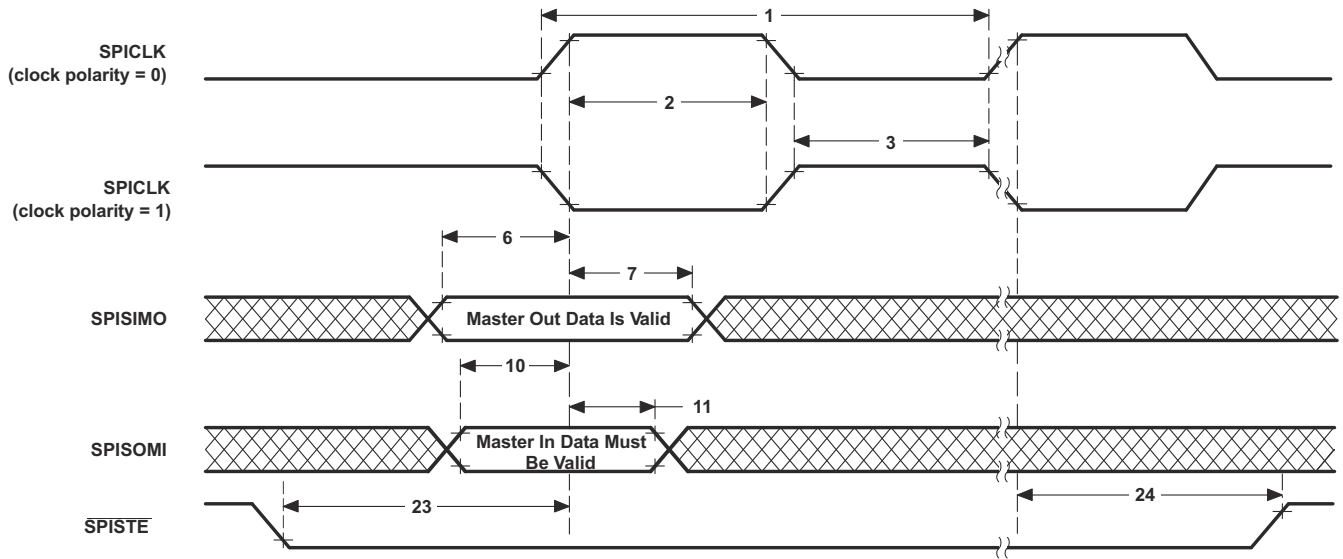 1
SPICLK
(clock polarity = 0)
2
3
SPICLK
(clock polarity = 1)
6
7
SPISIMO
Master Out Data Is Valid
10
11
SPISOMI
Master In Data Must
Be Valid
23
24
SPISTE